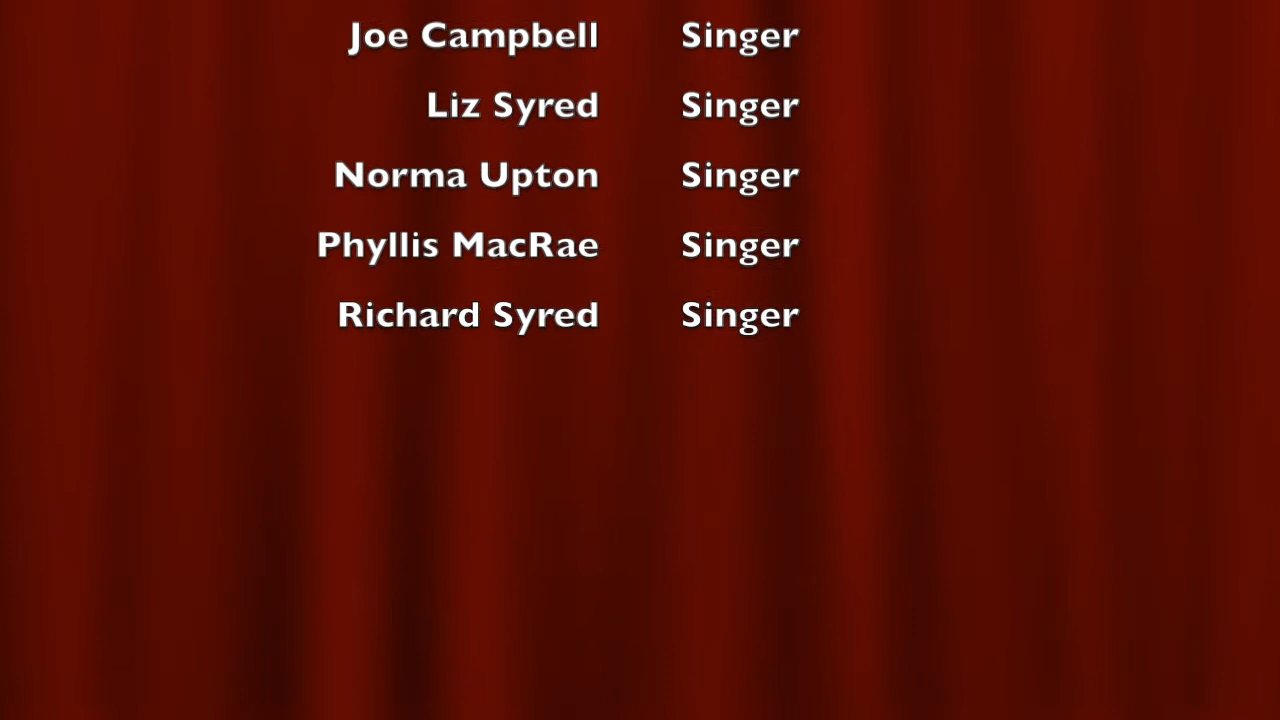 Joe Campbell Singer
Liz Syred Singer
Norma Upton Singer
Phyllis MacRae Singer
Richard Syred Singer